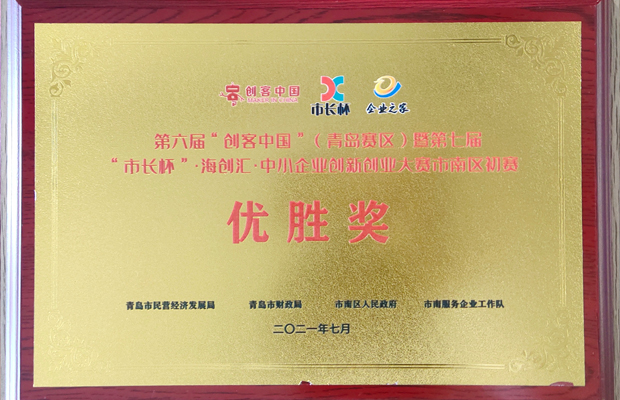 创客中国
市长杯
企业之家
第六届“创客中国”（青岛赛区）暨第七届
“市长杯”·海创汇·中小企业创新创业大赛市南区初赛
优胜奖
青岛市民营经济发展局 青岛市财政局 市南区人民政府 市南服务企业工作队
二〇二一年七月